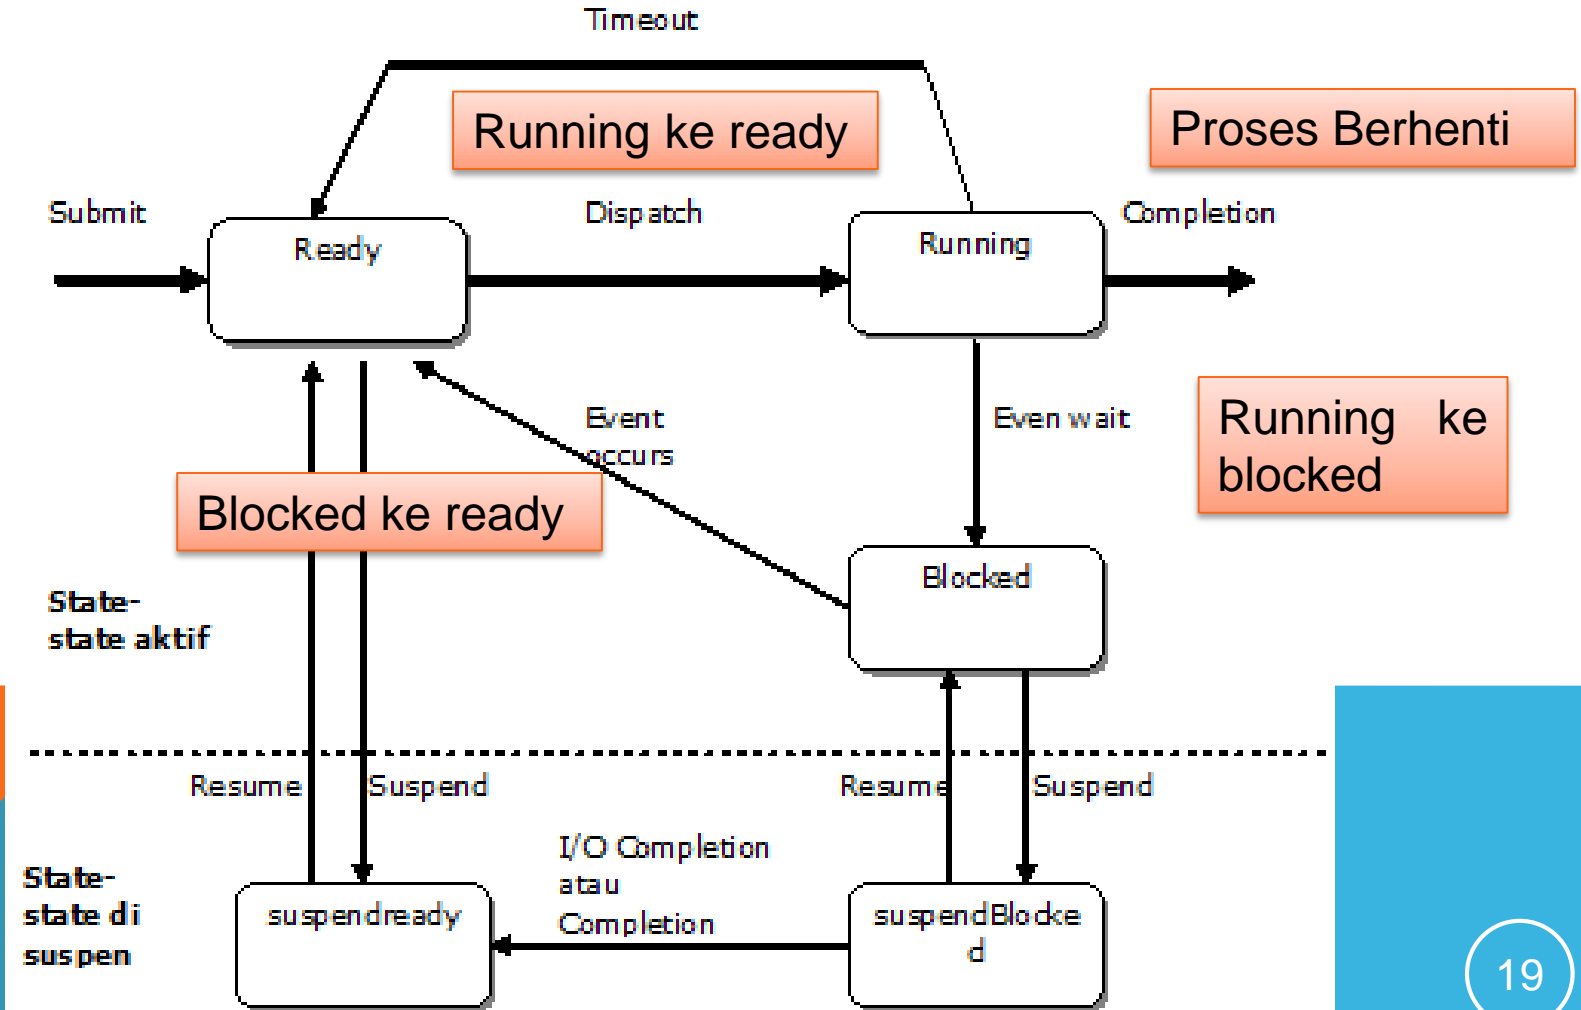 Timeout
Running ke ready
Proses Berhenti
Submit
Dispatch
Completion
Ready
Running
Event
occurs
Even wait
Running ke
blocked
Blocked ke ready
Blocked
State-
state aktif
Resume
Suspend
Resume
Suspend
I/O Completion
atau
Completion
State-
state di
suspen
suspendready
suspendBlocke
d
19